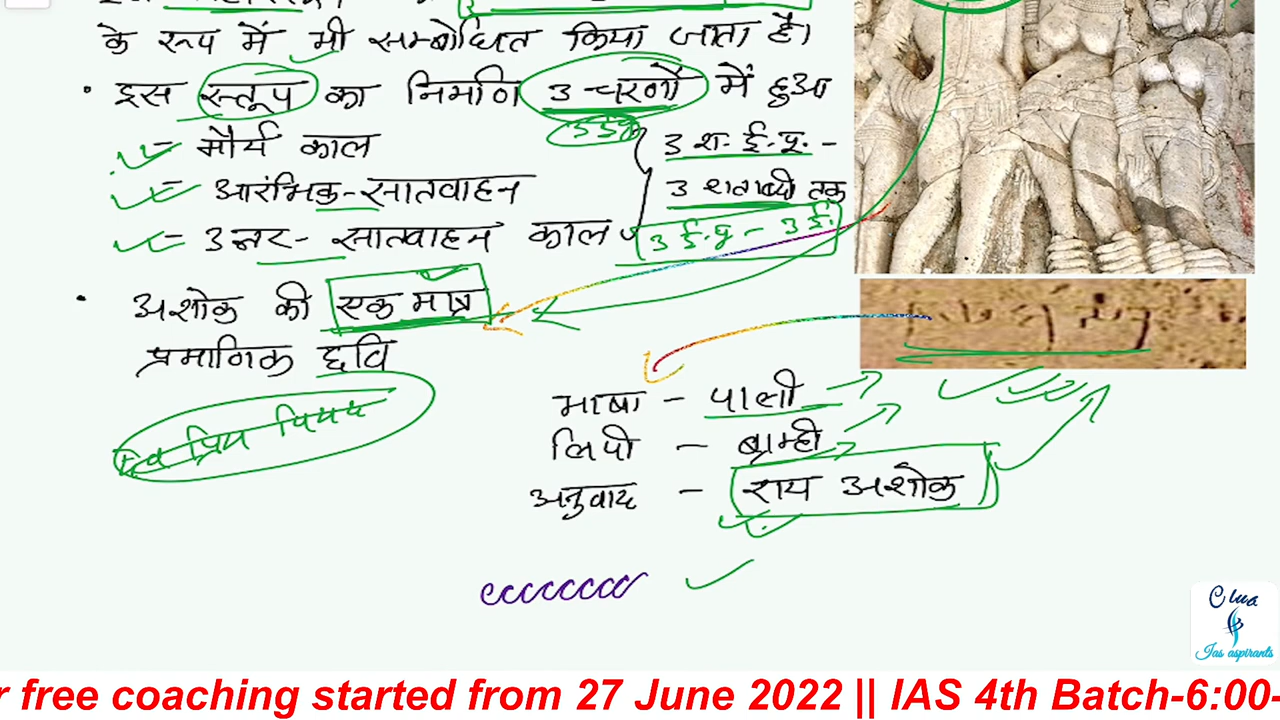 के रूप में भी सम्बोधित किया जाता है।
• इस स्तूप का निर्माण 3 चरणों में हुआ
- मौर्य काल
3 श. ई. पू. -
- आरंभिक-सातवाहन
3 शताब्दी तक
- उत्तर- सातवाहन काल
3 ई.पू - 3 ई.
• अशोक की एक मात्र
प्रमाणिक छवि
भाषा - पाली
लिपी - ब्राम्ही
अनुवाद - राय अशोक
Clue
Ias aspirants
r free coaching started from 27 June 2022 || IAS 4th Batch-6:00-